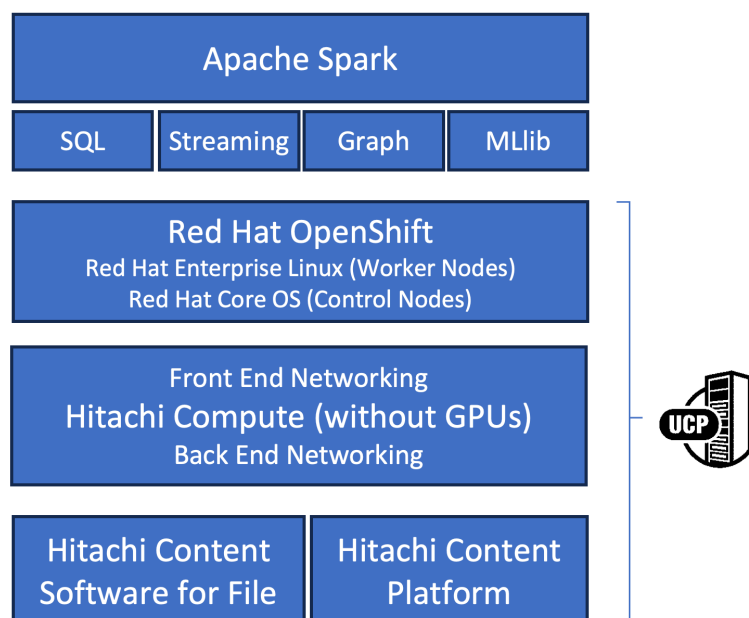 Apache Spark
SQL Streaming Graph MLlib
Red Hat OpenShift
Red Hat Enterprise Linux (Worker Nodes)
Red Hat Core OS (Control Nodes)
Front End Networking
Hitachi Compute (without GPUs)
Back End Networking
UCP
Hitachi Content
Software for File
Hitachi Content
Platform